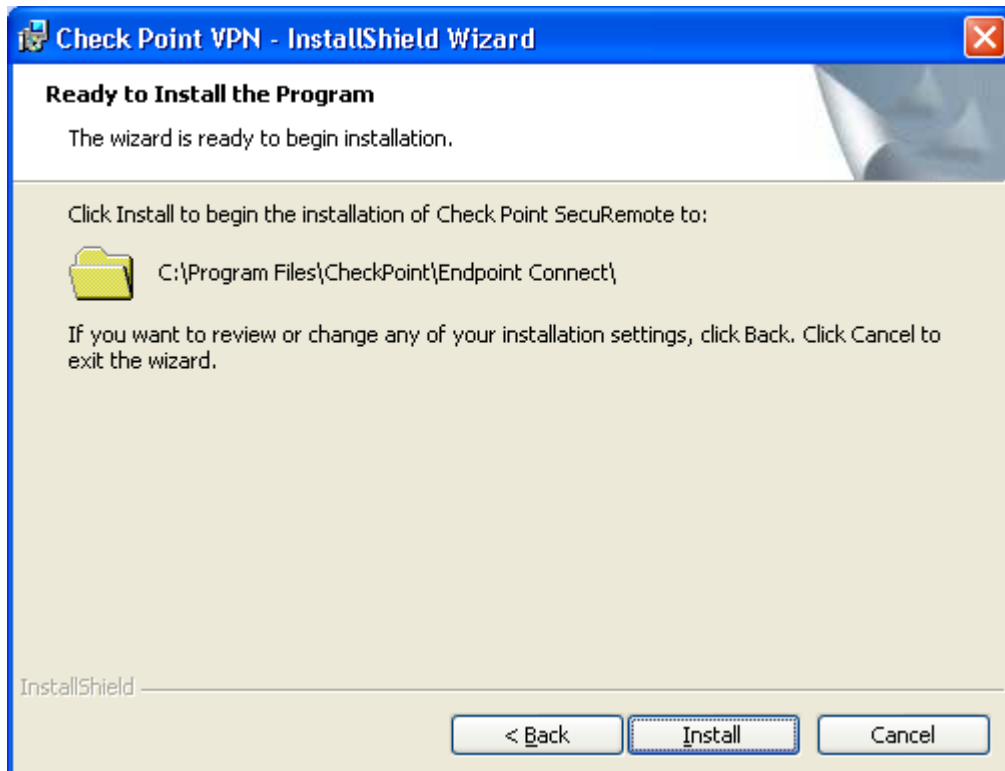 Check Point VPN - InstallShield Wizard
Ready to Install the Program
The wizard is ready to begin installation.
Click Install to begin the installation of Check Point SecuRemote to:
C:\Program Files\CheckPoint\Endpoint Connect\
If you want to review or change any of your installation settings, click Back. Click Cancel to
exit the wizard.
InstallShield
< Back
Install
Cancel